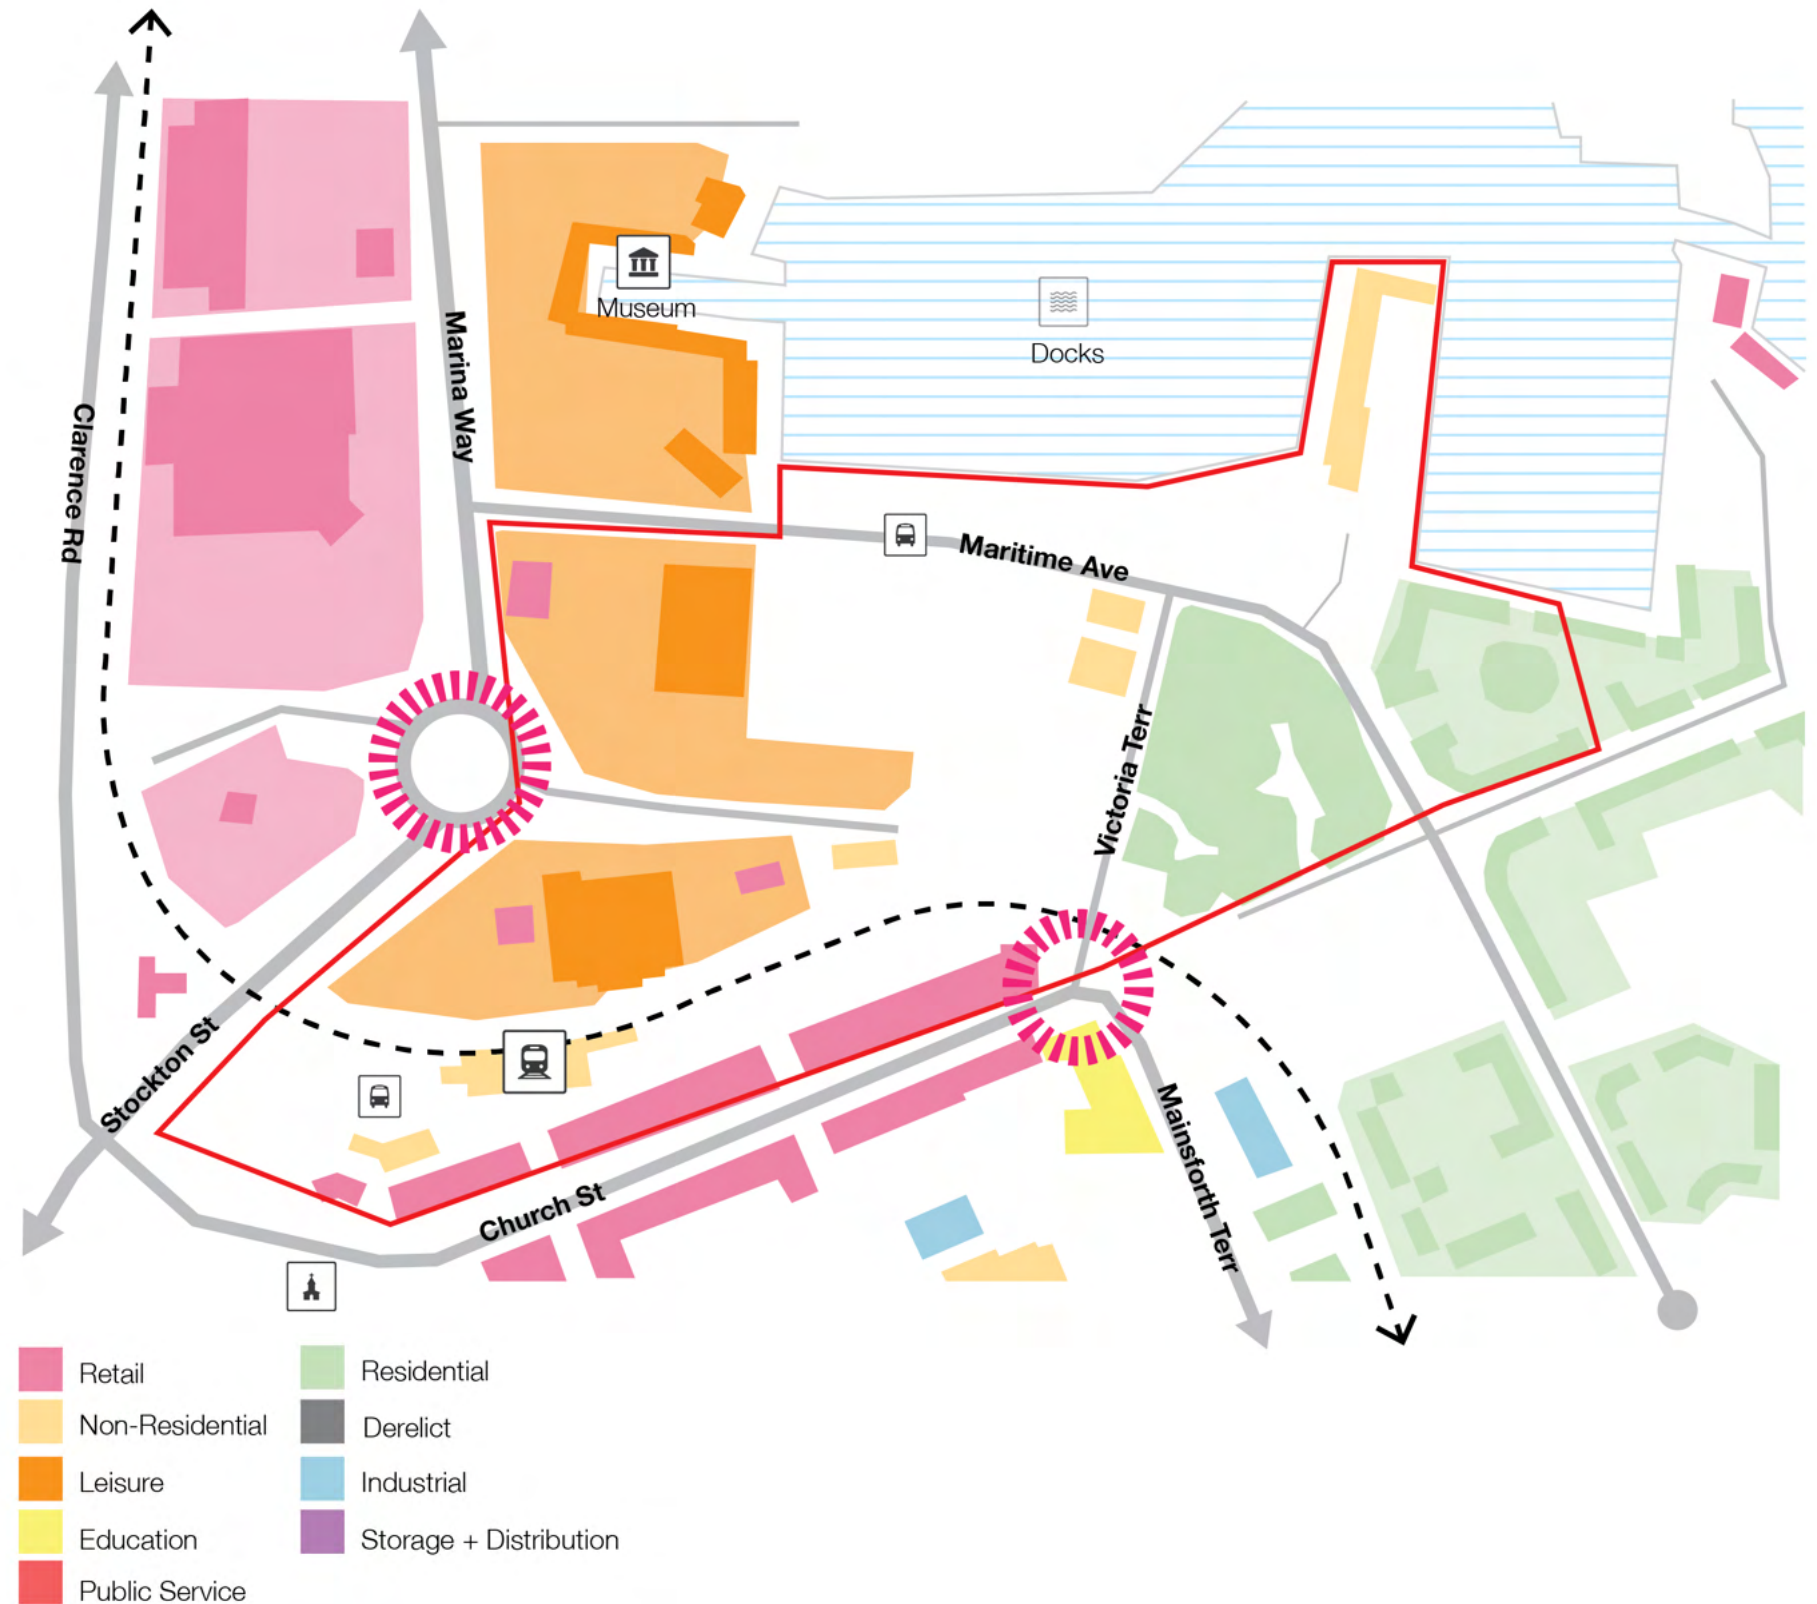 Museum
Docks
Marina Way
Clarence Rd
Maritime Ave
Victoria Terr
Stockton St
Church St
Mainsforth Terr
Retail
Non-Residential
Leisure
Education
Public Service
Residential
Derelict
Industrial
Storage + Distribution